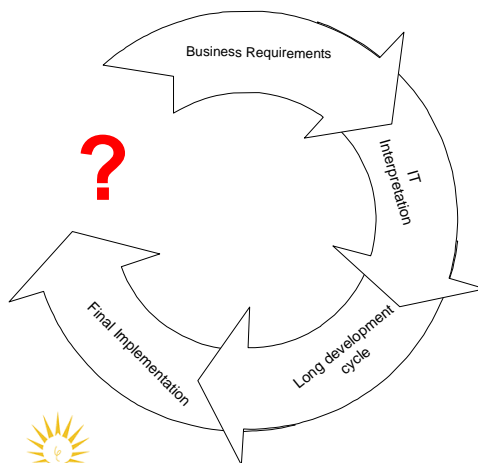 Business Requirements
IT
Interpretation
Long development
cycle
Final Implementation
?